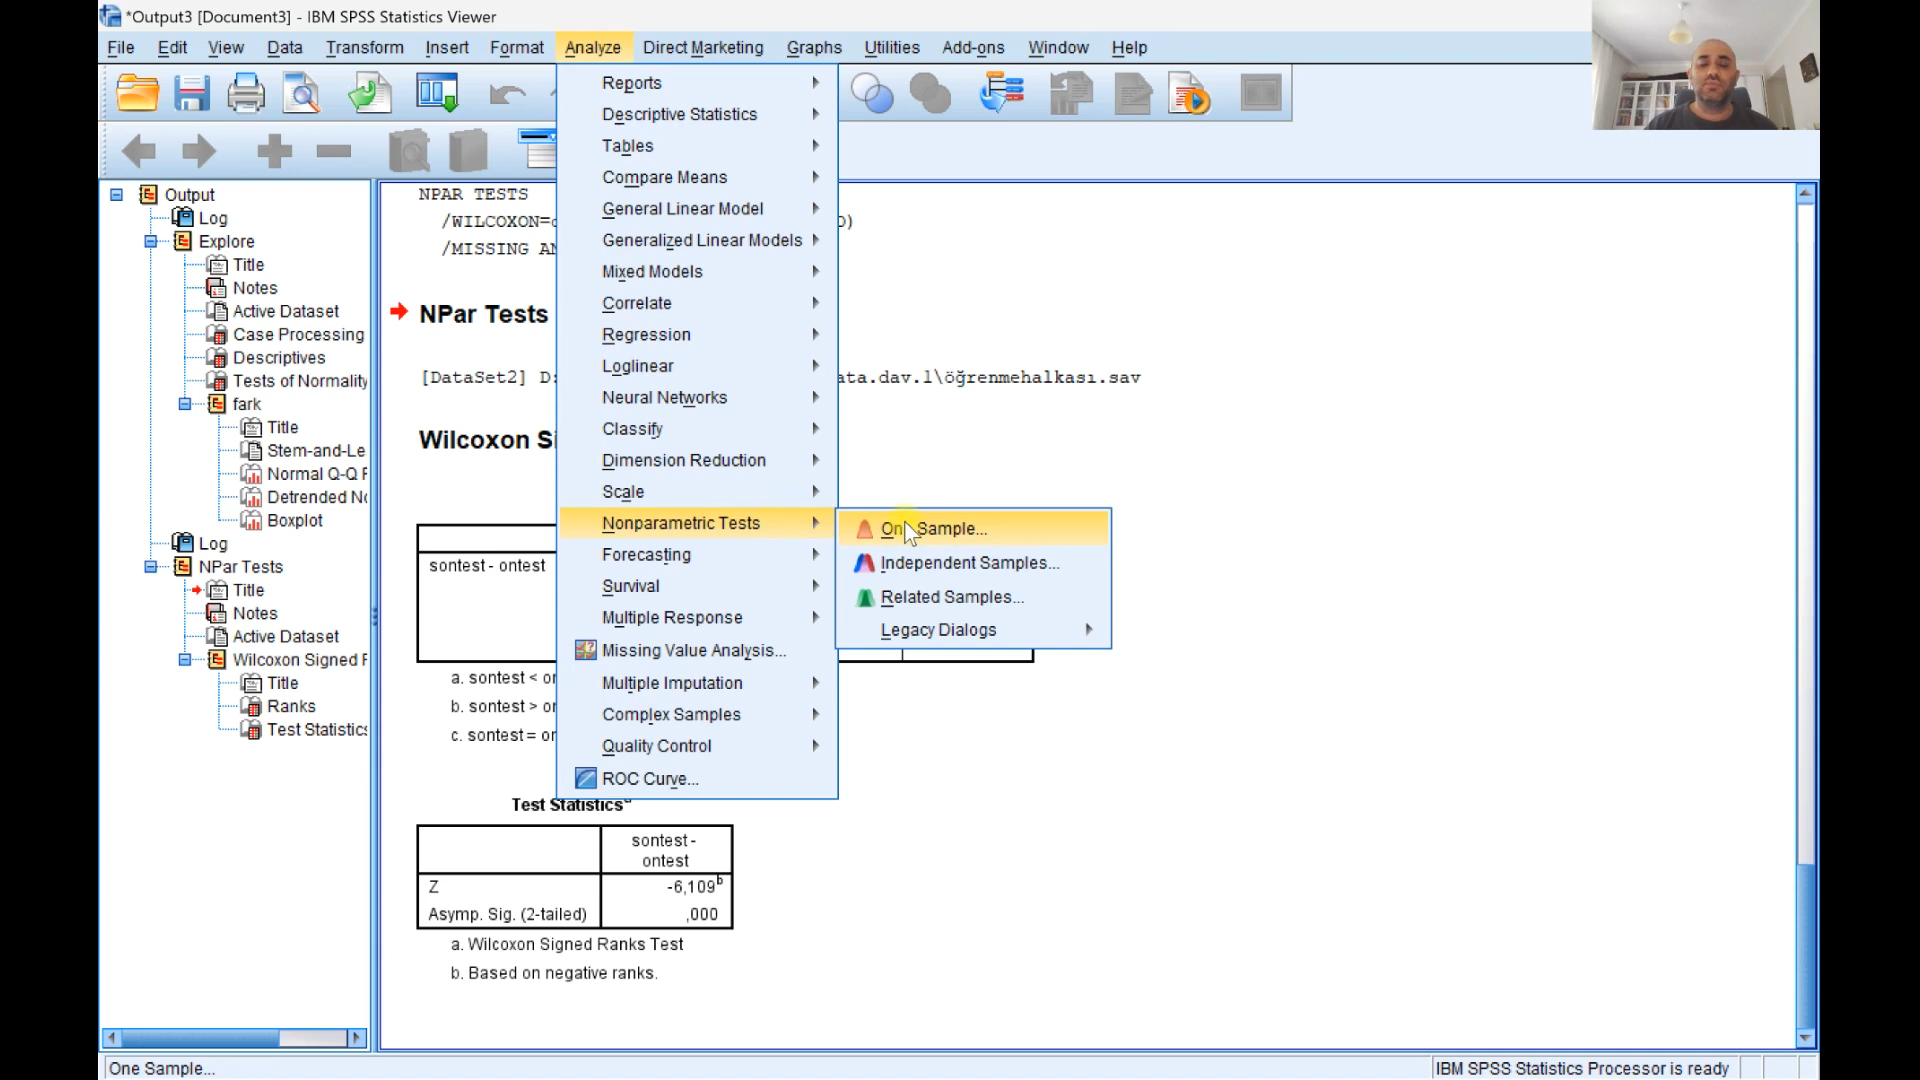 *Output3 [Document3] - IBM SPSS Statistics Viewer
File Edit View Data Transform Insert Format Analyze Direct Marketing Graphs Utilities Add-ons Window Help
Reports
Descriptive Statistics
Tables
Compare Means
General Linear Model
Generalized Linear Models
Mixed Models
Correlate
Regression
Loglinear
Neural Networks
Classify
Dimension Reduction
Scale
Nonparametric Tests
Forecasting
Survival
Multiple Response
Missing Value Analysis...
Multiple Imputation
Complex Samples
Quality Control
ROC Curve...
One Sample...
Independent Samples...
Related Samples...
Legacy Dialogs
Output
Log
Explore
Title
Notes
Active Dataset
Case Processing
Descriptives
Tests of Normality
fark
Title
Stem-and-Le
Normal Q-Q
Detrended
Boxplot
Log
NPar Tests
Title
Notes
Active Dataset
Wilcoxon Signed
Title
Ranks
Test Statistics
NPAR TESTS
/WILCOXON=
/MISSING AN
NPar Tests
[DataSet2] D: ata.dav.1\öğrenmehalkası.sav
Wilcoxon Si
sontest - ontest
a. sontest < on
b. sontest > on
c. sontest = on
Test Statistics
sontest -
ontest
Z -6,109b
Asymp. Sig. (2-tailed) ,000
a. Wilcoxon Signed Ranks Test
b. Based on negative ranks.
One Sample...
IBM SPSS Statistics Processor is ready